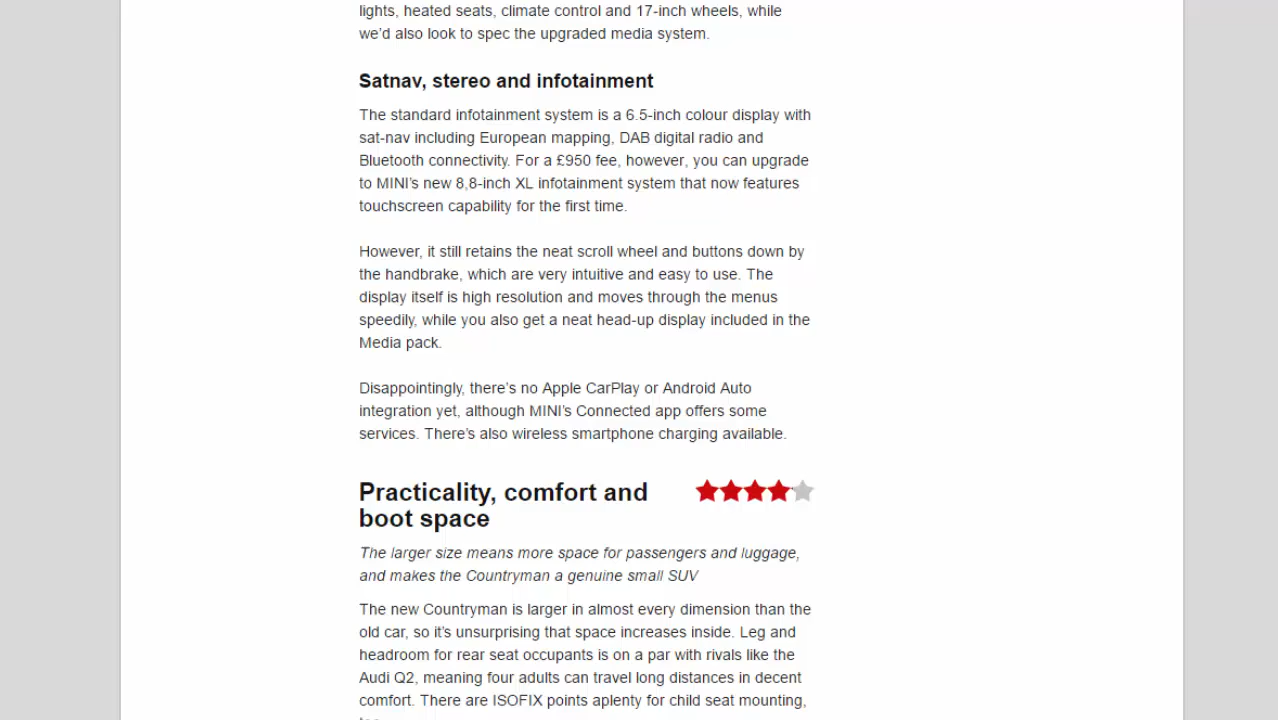 lights, heated seats, climate control and 17-inch wheels, while
we'd also look to spec the upgraded media system.
Satnav, stereo and infotainment
The standard infotainment system is a 6.5-inch colour display with
sat-nav including European mapping, DAB digital radio and
Bluetooth connectivity. For a £950 fee, however, you can upgrade
to MINI's new 8,8-inch XL infotainment system that now features
touchscreen capability for the first time.
However, it still retains the neat scroll wheel and buttons down by
the handbrake, which are very intuitive and easy to use. The
display itself is high resolution and moves through the menus
speedily, while you also get a neat head-up display included in the
Media pack.
Disappointingly, there's no Apple CarPlay or Android Auto
integration yet, although MINI's Connected app offers some
services. There's also wireless smartphone charging available.
Practicality, comfort and
boot space
The larger size means more space for passengers and luggage,
and makes the Countryman a genuine small SUV
The new Countryman is larger in almost every dimension than the
old car, so it's unsurprising that space increases inside. Leg and
headroom for rear seat occupants is on a par with rivals like the
Audi Q2, meaning four adults can travel long distances in decent
comfort. There are ISOFIX points aplenty for child seat mounting,